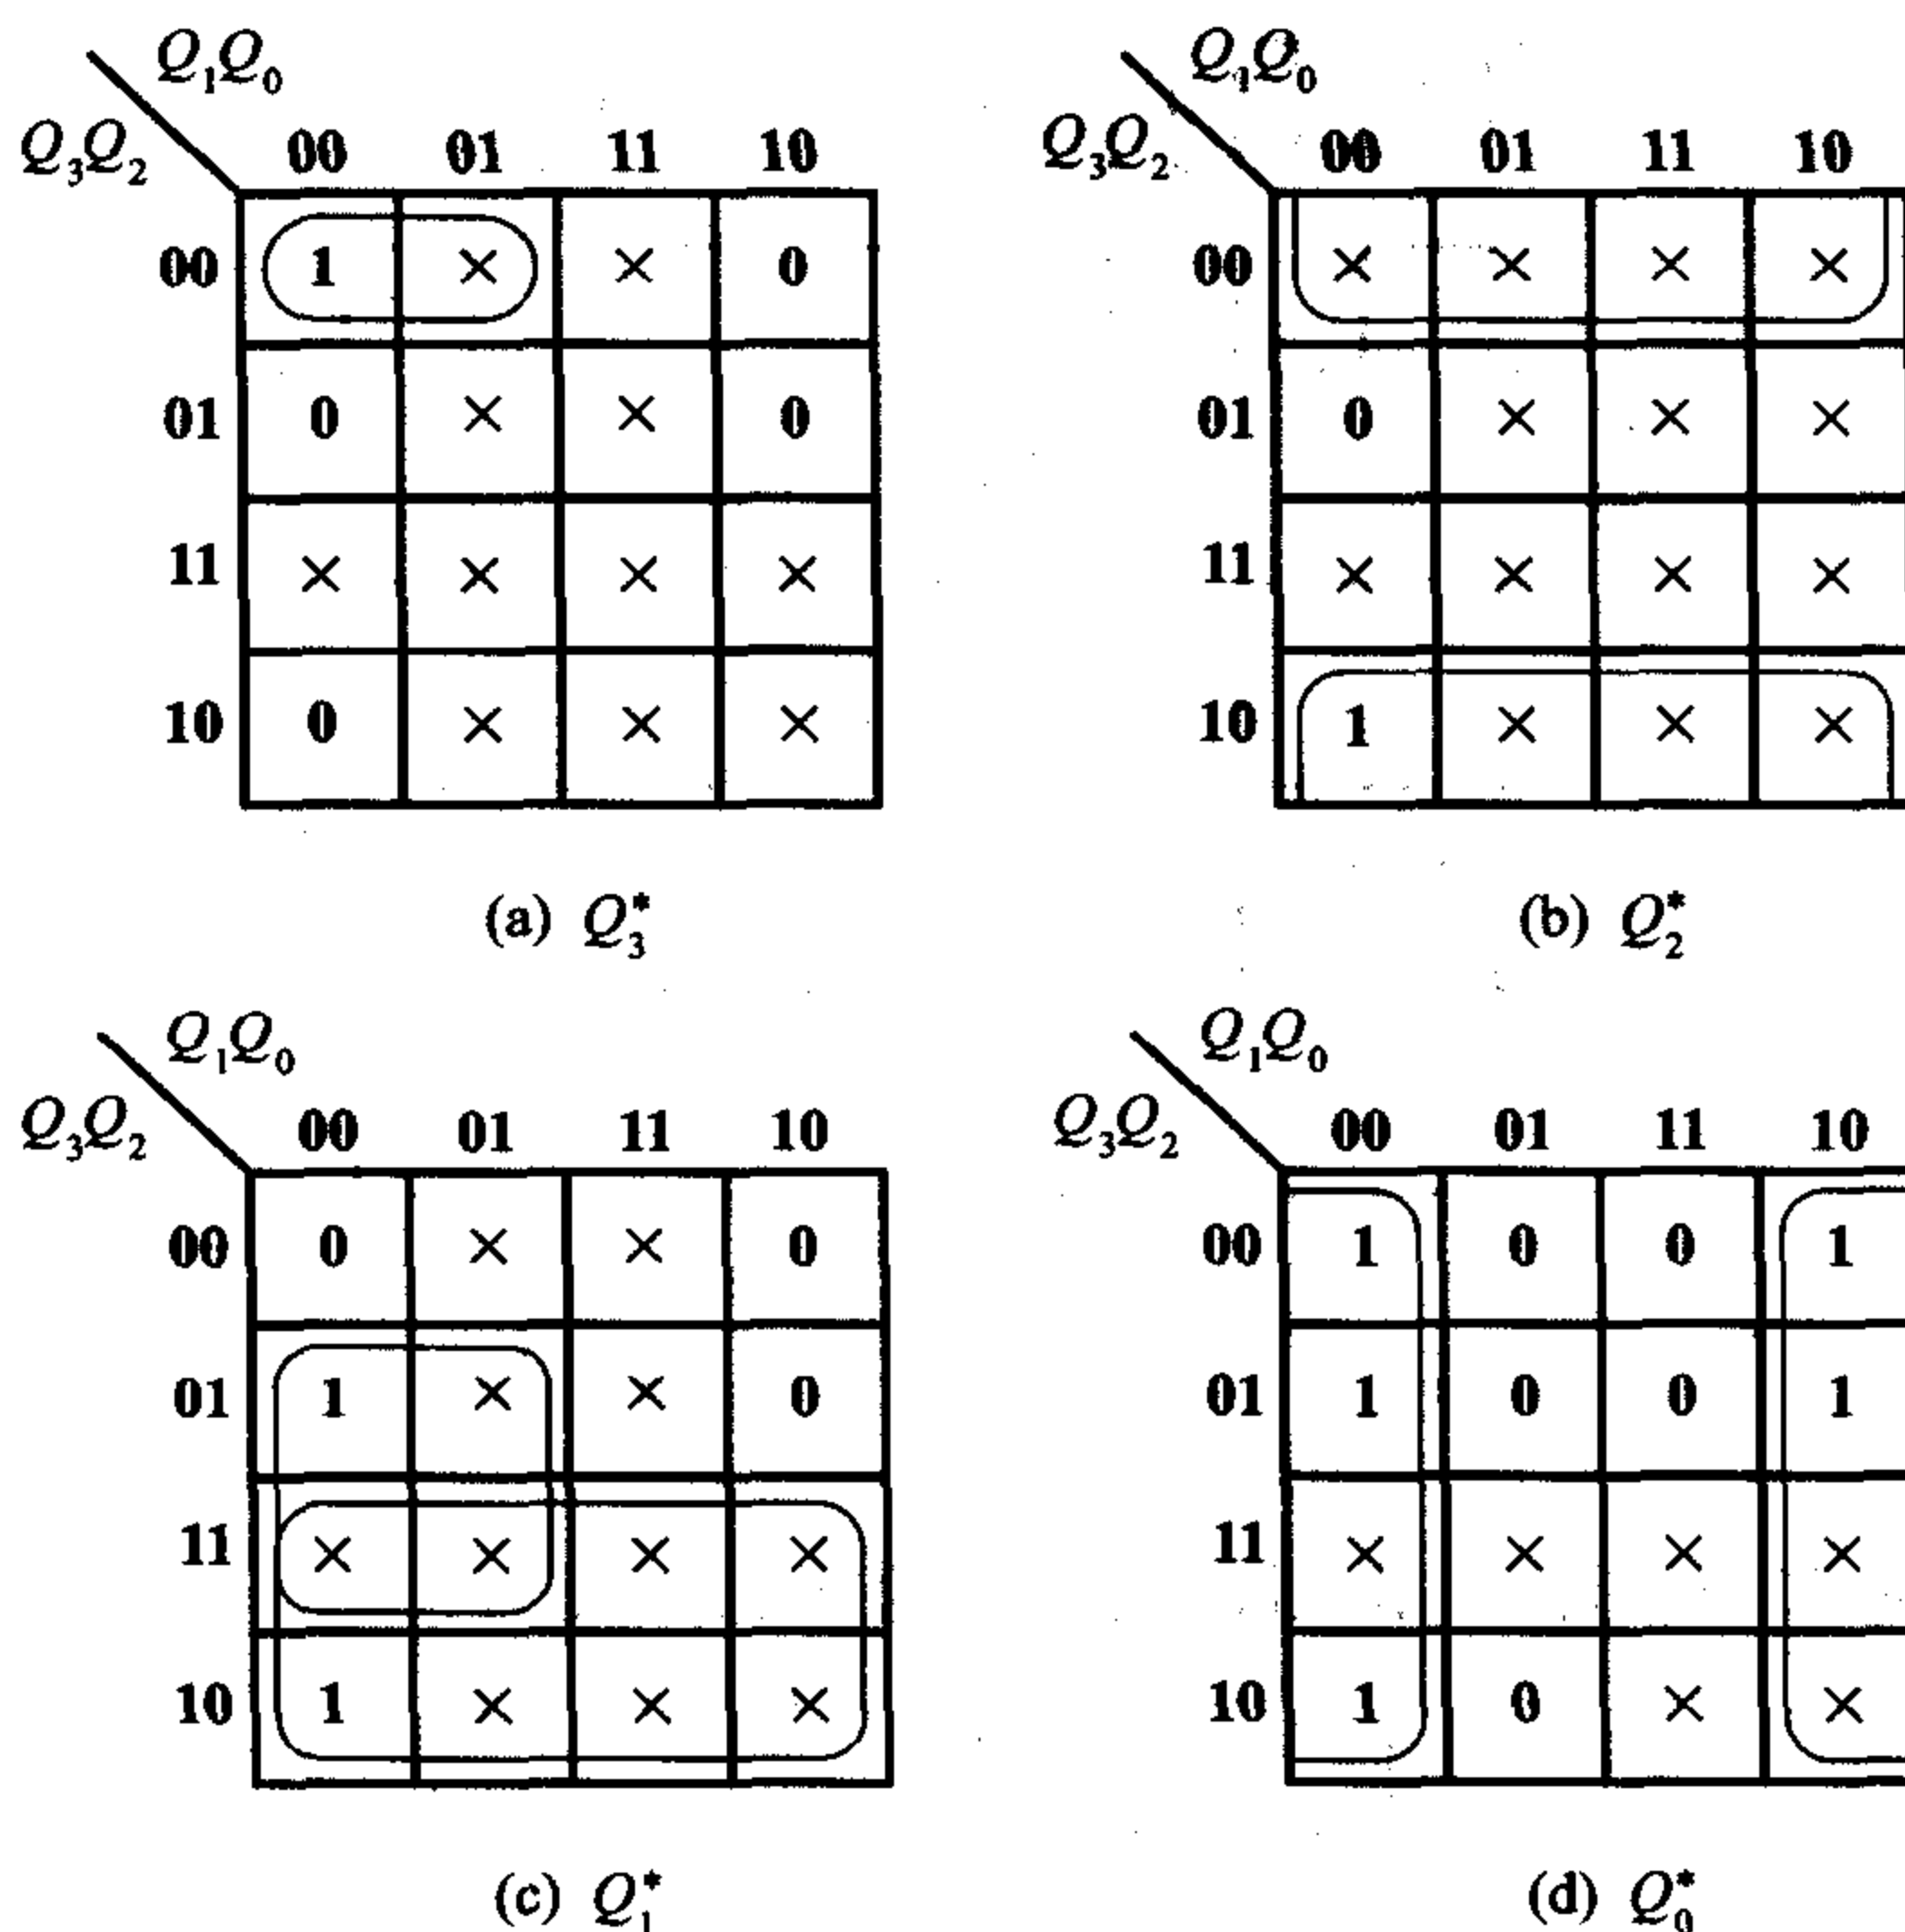 Q₁Q₀ Q₁Q₀
Q₃Q₂ 00 01 11 10 Q₃Q₂ 00 01 11 10
00 1 × × 0 00 × × × ×
01 0 × × 0 01 0 × × ×
11 × × × × 11 × × × ×
10 0 × × × 10 1 × × ×
(a) Q₃* (b) Q₂*
Q₁Q₀ Q₁Q₀
Q₃Q₂ 00 01 11 10 Q₃Q₂ 00 01 11 10
00 0 × × 0 00 1 0 0 1
01 1 × × 0 01 1 0 0 1
11 × × × × 11 × × × ×
10 1 × × × 10 1 0 × ×
(c) Q₁* (d) Q₀*